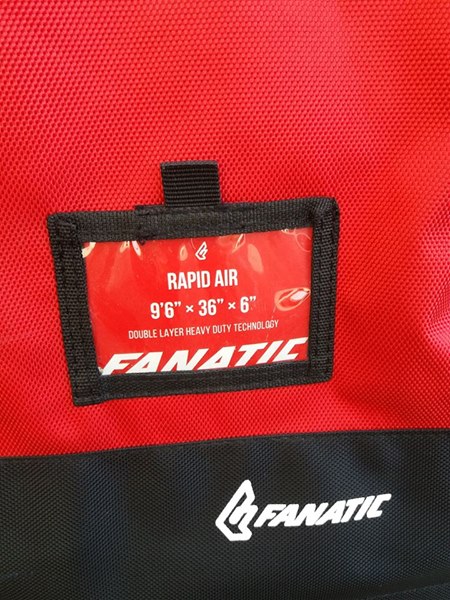 RAPID AIR
9'6" × 36" × 6"
DOUBLE LAYER HEAVY DUTY TECHNOLOGY
FANATIC
FANATIC